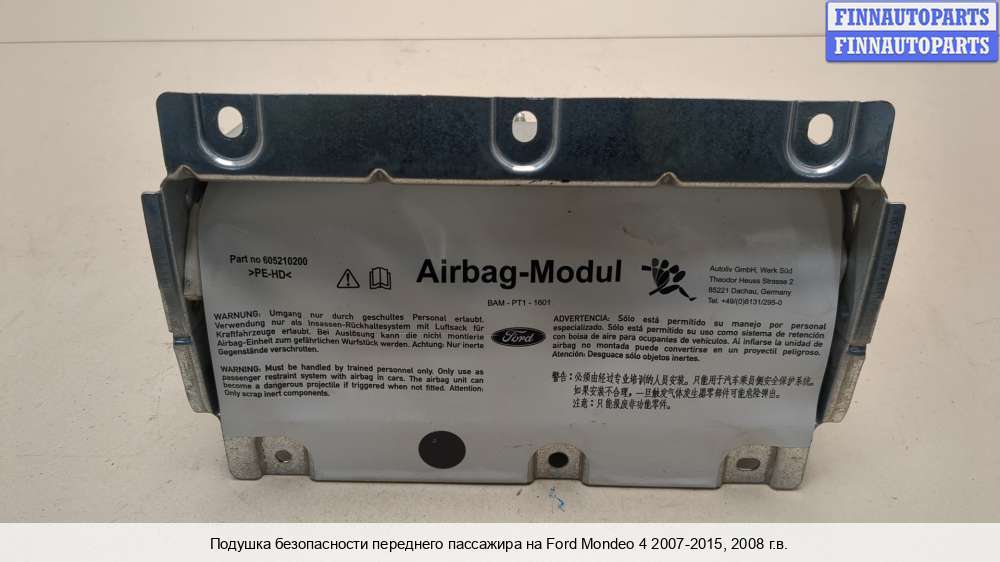 FINNAUTOPARTS
FINNAUTOPARTS
Part no 605210200
>PE-HD<
Airbag-Modul
BAM - PT1 - 1601
Autoliv GmbH, Werk Süd
Theodor Heuss Strasse 2
85221 Dachau, Germany
Tel. +49/(0)8131/295-0
WARNUNG: Umgang nur durch geschultes Personal erlaubt.
Verwendung nur als Insassen-Rückhaltesystem mit Luftsack für
Kraftfahrzeuge erlaubt. Bei Auslösung kann die nicht montierte
Airbag-Einheit zum gefährlichen Wurfstück werden. Achtung: Nur inerte
Gegenstände verschrotten.
WARNING: Must be handled by trained personnel only. Only use as
passenger restraint system with airbag in cars. The airbag unit can
become a dangerous projectile if triggered when not fitted. Attention:
Only scrap inert components.
Ford
ADVERTENCIA: Sólo está permitido su manejo por personal
especializado. Sólo está permitido su uso como sistema de retención
con bolsa de aire para ocupantes de vehículos. Al inflarse la unidad de
airbag no montada puede convertirse en un proyectil peligroso.
Atención: Desguace sólo objetos inertes.
警告：必须由经过专业培训的人员安装。只能用于汽车乘员侧安全保护系统。
如果安装不合理，一旦触发气体发生器零部件可能危险弹出。
注意：只能报废非功能零件。
Подушка безопасности переднего пассажира на Ford Mondeo 4 2007-2015, 2008 г.в.